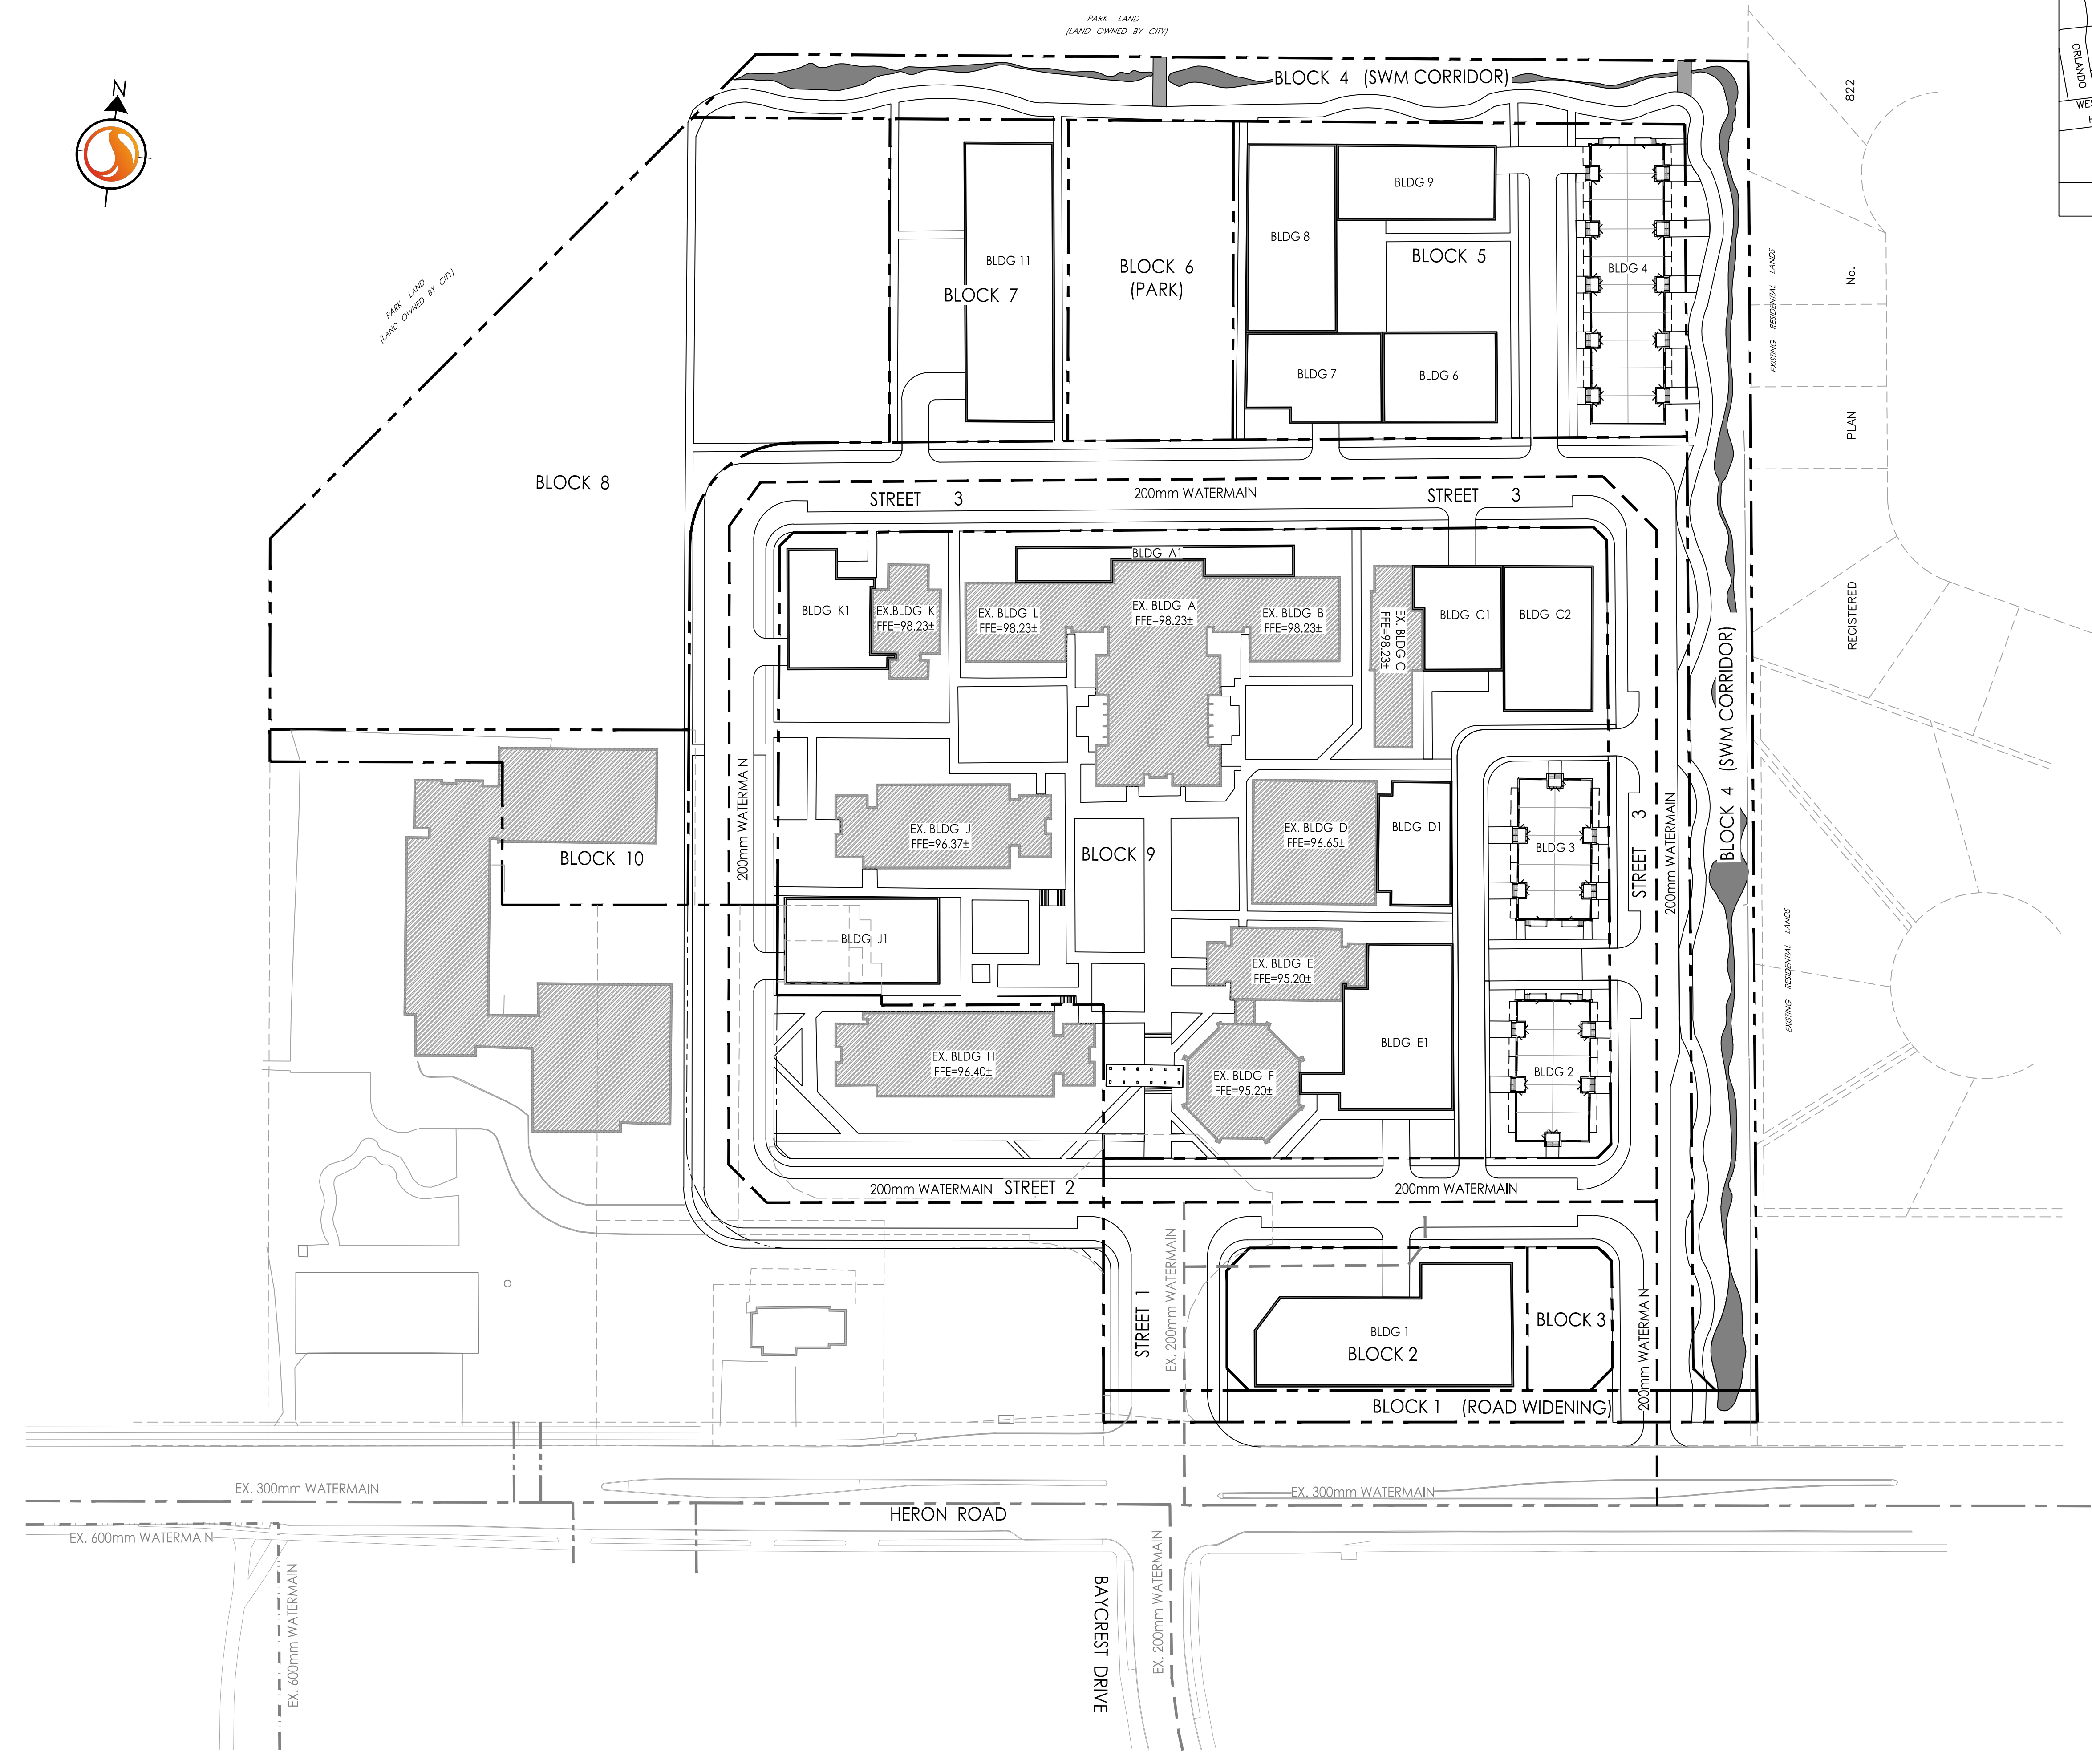 PARK LAND
(LAND OWNED BY CITY)
N
BLOCK 4 (SWM CORRIDOR)
822
ORLANDO
BLDG 9
BLDG 8
BLDG 11
BLOCK 7
BLOCK 6
(PARK)
BLOCK 5
BLDG 4
No.
EXISTING RESIDENTIAL LANDS
PARK LAND
(LAND OWNED BY CITY)
BLDG 7
BLDG 6
PLAN
BLOCK 8
STREET 3
200mm WATERMAIN
STREET 3
BLDG A1
BLDG K1
EX.BLDG K
FFE=98.23±
EX. BLDG L
FFE=98.23±
EX. BLDG A
FFE=98.23±
EX. BLDG B
FFE=98.23±
EX. BLDG C
FFE=98.23±
BLDG C1
BLDG C2
REGISTERED
BLOCK 4 (SWM CORRIDOR)
200mm WATERMAIN
EX. BLDG J
FFE=96.37±
BLOCK 9
EX. BLDG D
FFE=96.65±
BLDG D1
BLDG 3
STREET 3
200mm WATERMAIN
BLOCK 10
BLDG J1
EX. BLDG E
FFE=95.20±
EXISTING RESIDENTIAL LANDS
EX. BLDG H
FFE=96.40±
EX. BLDG F
FFE=95.20±
BLDG E1
BLDG 2
200mm WATERMAIN
STREET 2
200mm WATERMAIN
STREET 1
EX. 200mm WATERMAIN
BLDG 1
BLOCK 2
BLOCK 3
200mm WATERMAIN
BLOCK 1 (ROAD WIDENING)
EX. 300mm WATERMAIN
EX. 300mm WATERMAIN
HERON ROAD
EX. 600mm WATERMAIN
EX. 600mm WATERMAIN
BAYCREST DRIVE
EX. 200mm WATERMAIN